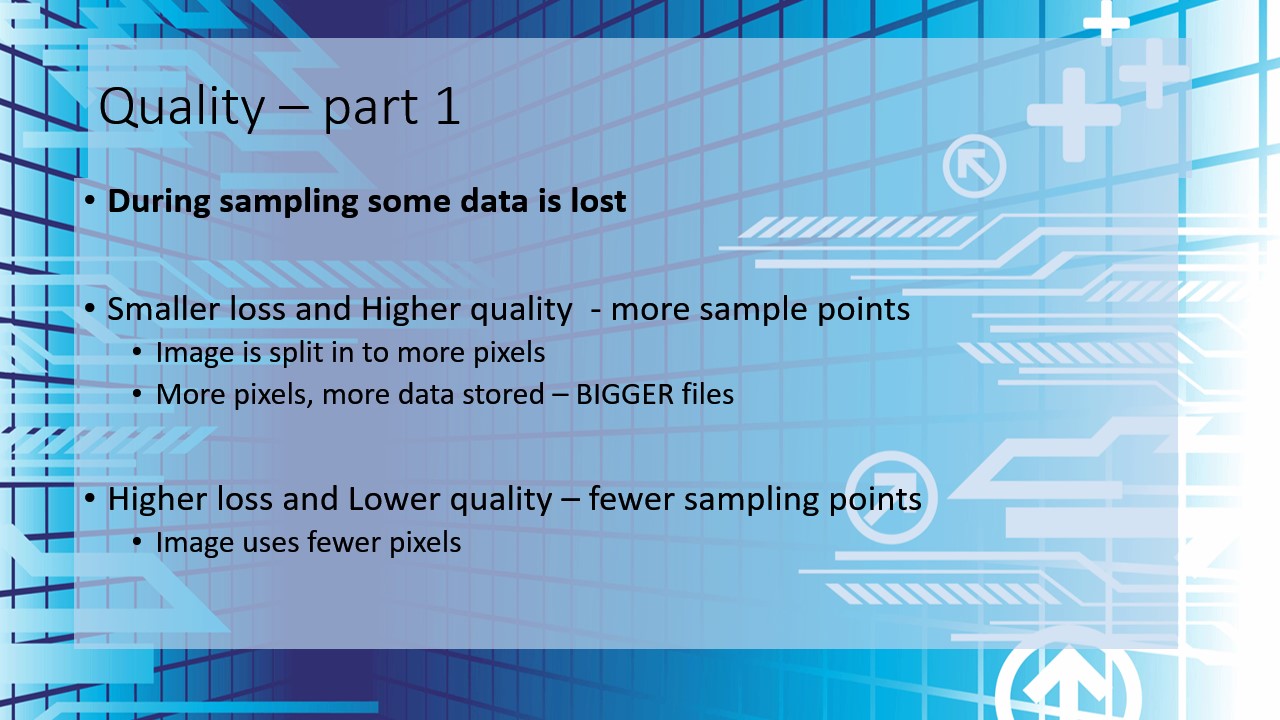 Quality – part 1
• During sampling some data is lost
• Smaller loss and Higher quality  - more sample points
• Image is split in to more pixels
• More pixels, more data stored – BIGGER files
• Higher loss and Lower quality – fewer sampling points
• Image uses fewer pixels